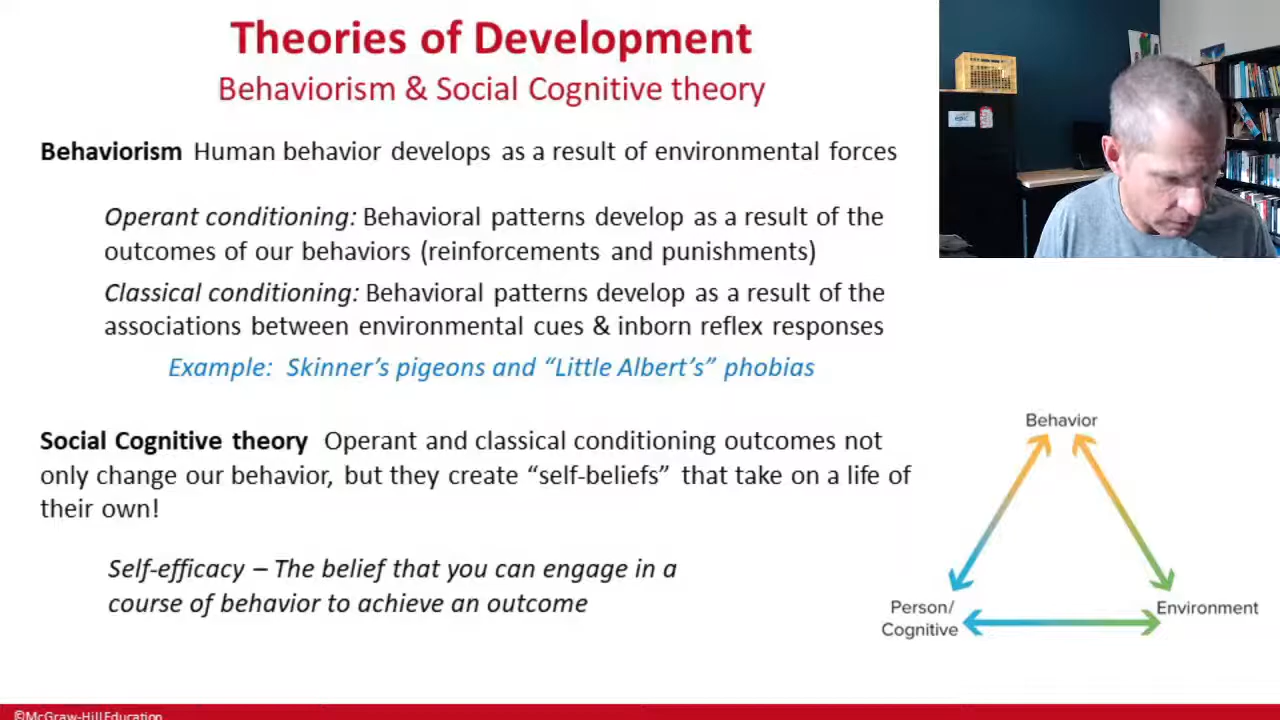 Theories of Development
Behaviorism & Social Cognitive theory
Behaviorism Human behavior develops as a result of environmental forces
Operant conditioning: Behavioral patterns develop as a result of the
outcomes of our behaviors (reinforcements and punishments)
Classical conditioning: Behavioral patterns develop as a result of the
associations between environmental cues & inborn reflex responses
Example: Skinner's pigeons and “Little Albert's” phobias
Social Cognitive theory Operant and classical conditioning outcomes not
only change our behavior, but they create “self-beliefs” that take on a life of
their own!
Self-efficacy – The belief that you can engage in a
course of behavior to achieve an outcome
Behavior
Person/
Cognitive
Environment
©McGraw-Hill Education